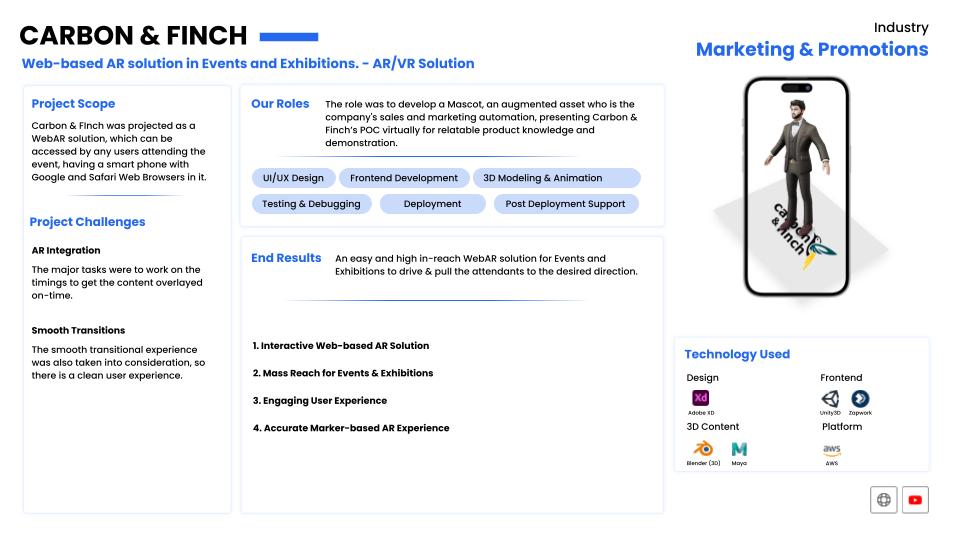 CARBON & FINCH
Web-based AR solution in Events and Exhibitions. - AR/VR Solution
Industry
Marketing & Promotions
Project Scope
Carbon & FInch was projected as a
WebAR solution, which can be
accessed by any users attending the
event, having a smart phone with
Google and Safari Web Browsers in it.
Project Challenges
AR Integration
The major tasks were to work on the
timings to get the content overlayed
on-time.
Smooth Transitions
The smooth transitional experience
was also taken into consideration, so
there is a clean user experience.
Our Roles
The role was to develop a Mascot, an augmented asset who is the
company's sales and marketing automation, presenting Carbon &
Finch's POC virtually for relatable product knowledge and
demonstration.
UI/UX Design
Frontend Development
3D Modeling & Animation
Testing & Debugging
Deployment
Post Deployment Support
End Results
An easy and high in-reach WebAR solution for Events and
Exhibitions to drive & pull the attendants to the desired direction.
1. Interactive Web-based AR Solution
2. Mass Reach for Events & Exhibitions
3. Engaging User Experience
4. Accurate Marker-based AR Experience
carbon
& finch
Technology Used
Design
Xd
Adobe XD
Frontend
Unity3D
Zapwork
3D Content
Blender (3D)
Maya
Platform
aws
AWS